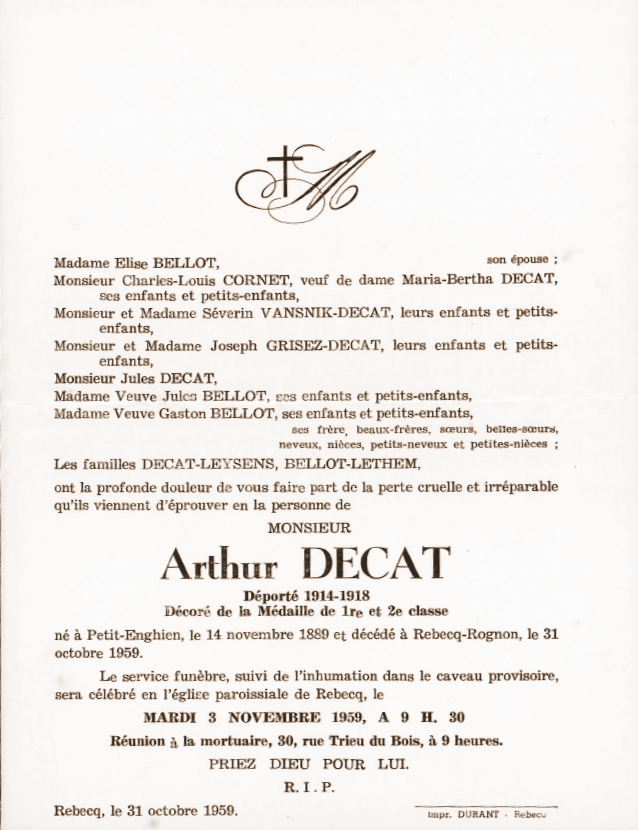 M
Madame Elise BELLOT, son épouse ;
Monsieur Charles-Louis CORNET, veuf de dame Maria-Bertha DECAT,
ses enfants et petits-enfants,
Monsieur et Madame Séverin VANSNIK-DECAT, leurs enfants et petits-
enfants,
Monsieur et Madame Joseph GRISEZ-DECAT, leurs enfants et petits-
enfants,
Monsieur Jules DECAT,
Madame Veuve Jules BELLOT, ses enfants et petits-enfants,
Madame Veuve Gaston BELLOT, ses enfants et petits-enfants,
ses frère, beaux-frères, sœurs, belles-sœurs,
neveux, nièces, petits-neveux et petites-nièces ;
Les familles DECAT-LEYSENS, BELLOT-LETHEM,
ont la profonde douleur de vous faire part de la perte cruelle et irréparable
qu'ils viennent d'éprouver en la personne de
MONSIEUR
Arthur DECAT
Déporté 1914-1918
Décoré de la Médaille de 1re et 2e classe
né à Petit-Enghien, le 14 novembre 1889 et décédé à Rebecq-Rognon, le 31
octobre 1959.
Le service funèbre, suivi de l'inhumation dans le caveau provisoire,
sera célébré en l'église paroissiale de Rebecq, le
MARDI 3 NOVEMBRE 1959, A 9 H. 30
Réunion à la mortuaire, 30, rue Trieu du Bois, à 9 heures.
PRIEZ DIEU POUR LUI.
R. I. P.
Rebecq, le 31 octobre 1959.
Impr. DURANT - Rebecq